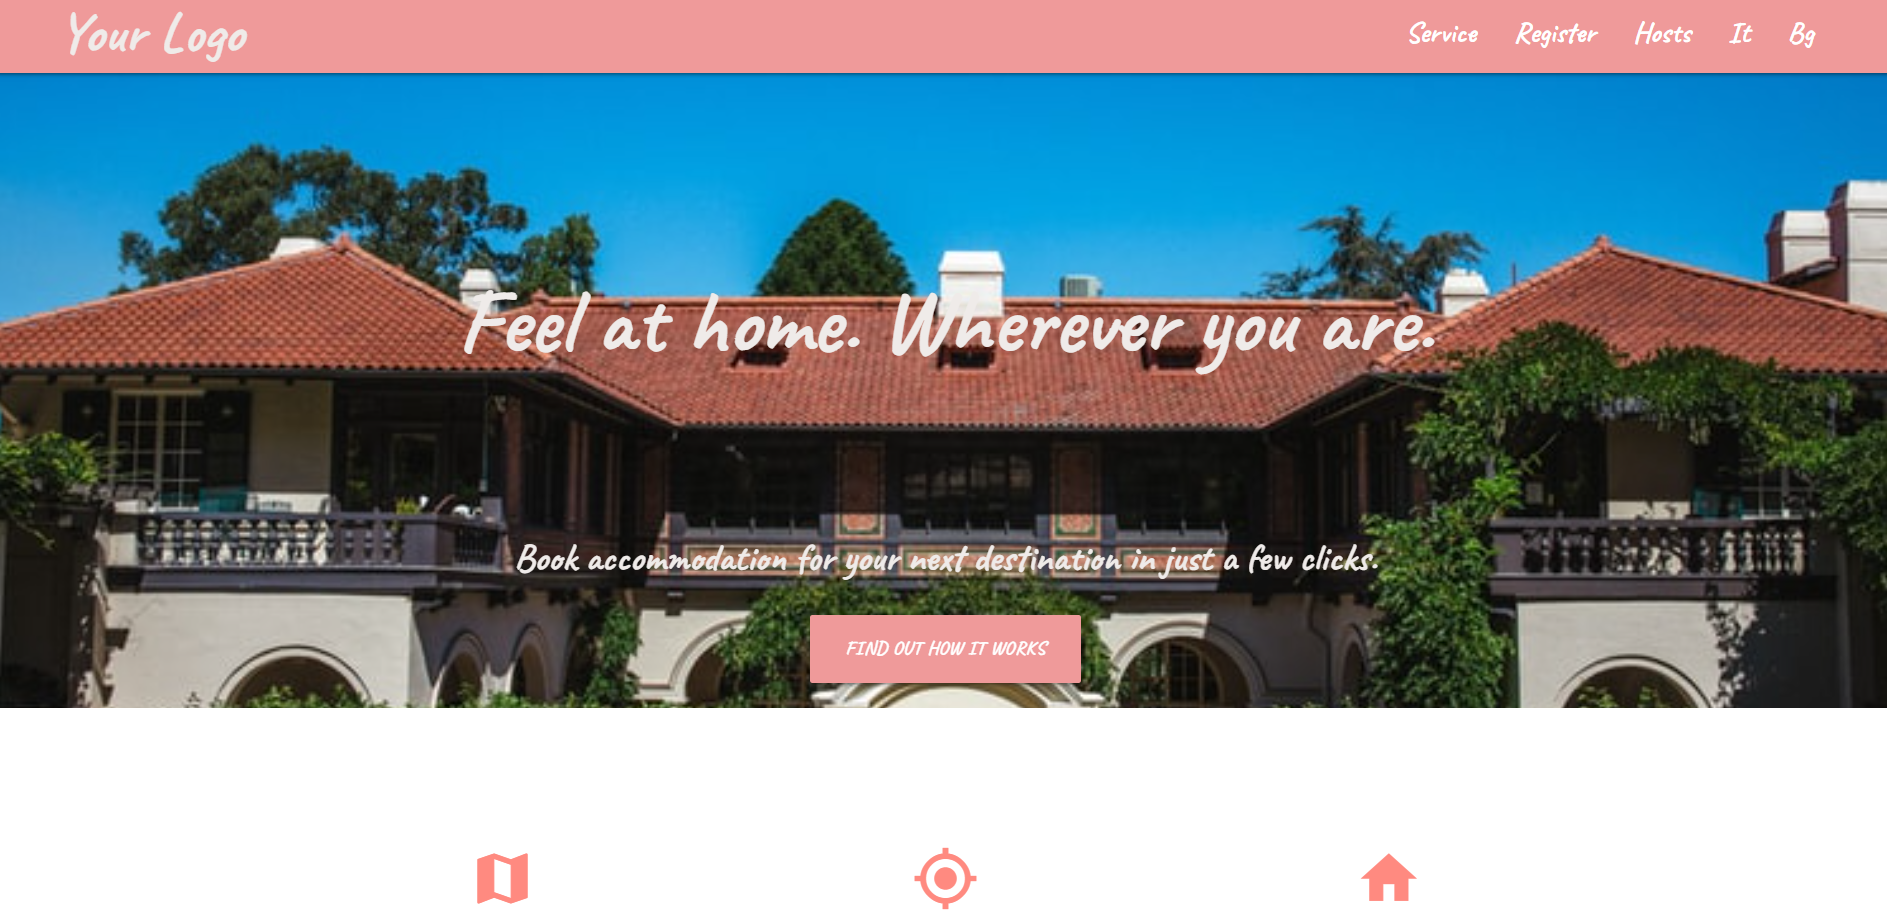 Your Logo
Service Register Hosts It Bg
Feel at home. Wherever you are.
Book accommodation for your next destination in just a few clicks.
FIND OUT HOW IT WORKS